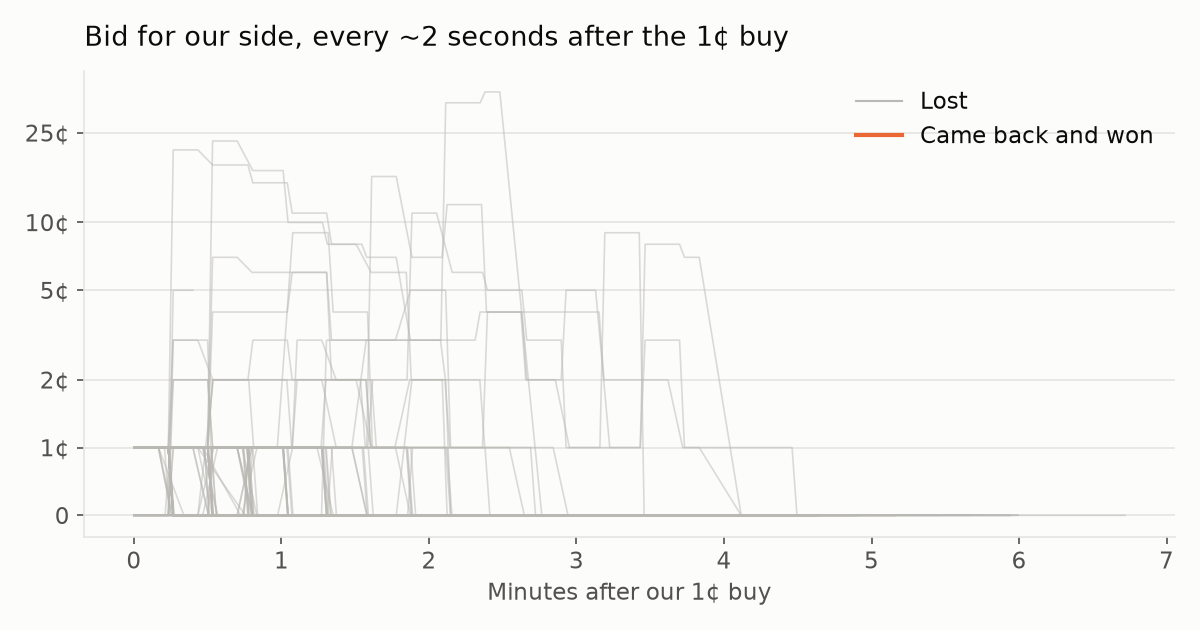 Bid for our side, every ~2 seconds after the 1¢ buy
Lost
Came back and won
25¢
10¢
5¢
2¢
1¢
0
0 1 2 3 4 5 6 7
Minutes after our 1¢ buy